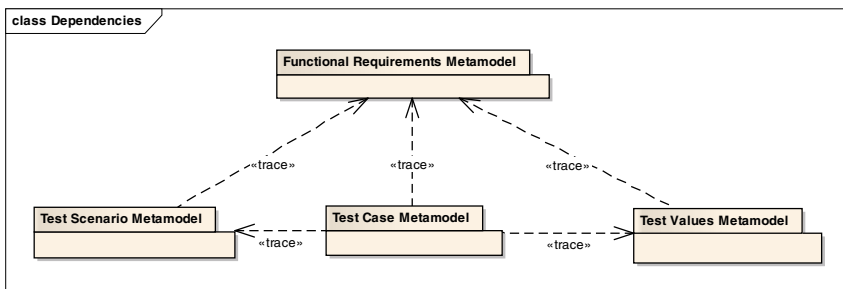 class Dependencies
Functional Requirements Metamodel
«trace»
«trace»
«trace»
Test Scenario Metamodel
Test Case Metamodel
Test Values Metamodel
«trace»
«trace»